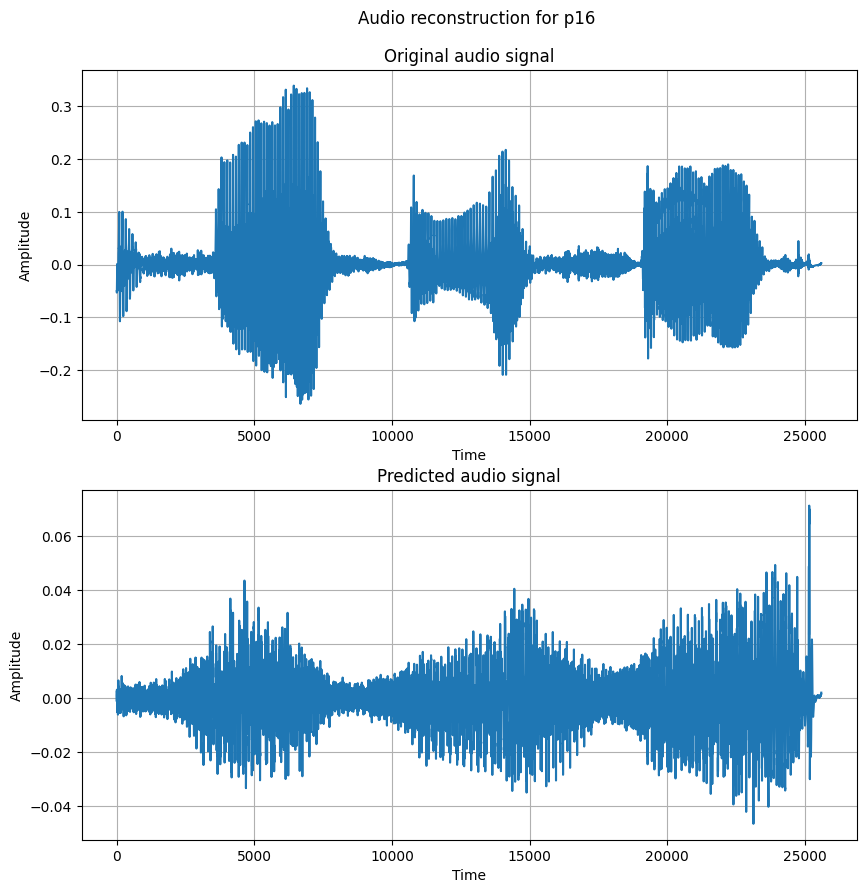 Audio reconstruction for p16
Original audio signal
0.3
0.2
0.1
0.0
−0.1
−0.2
Amplitude
0 5000 10000 15000 20000 25000
Time
Predicted audio signal
0.06
0.04
0.02
0.00
−0.02
−0.04
Amplitude
0 5000 10000 15000 20000 25000
Time